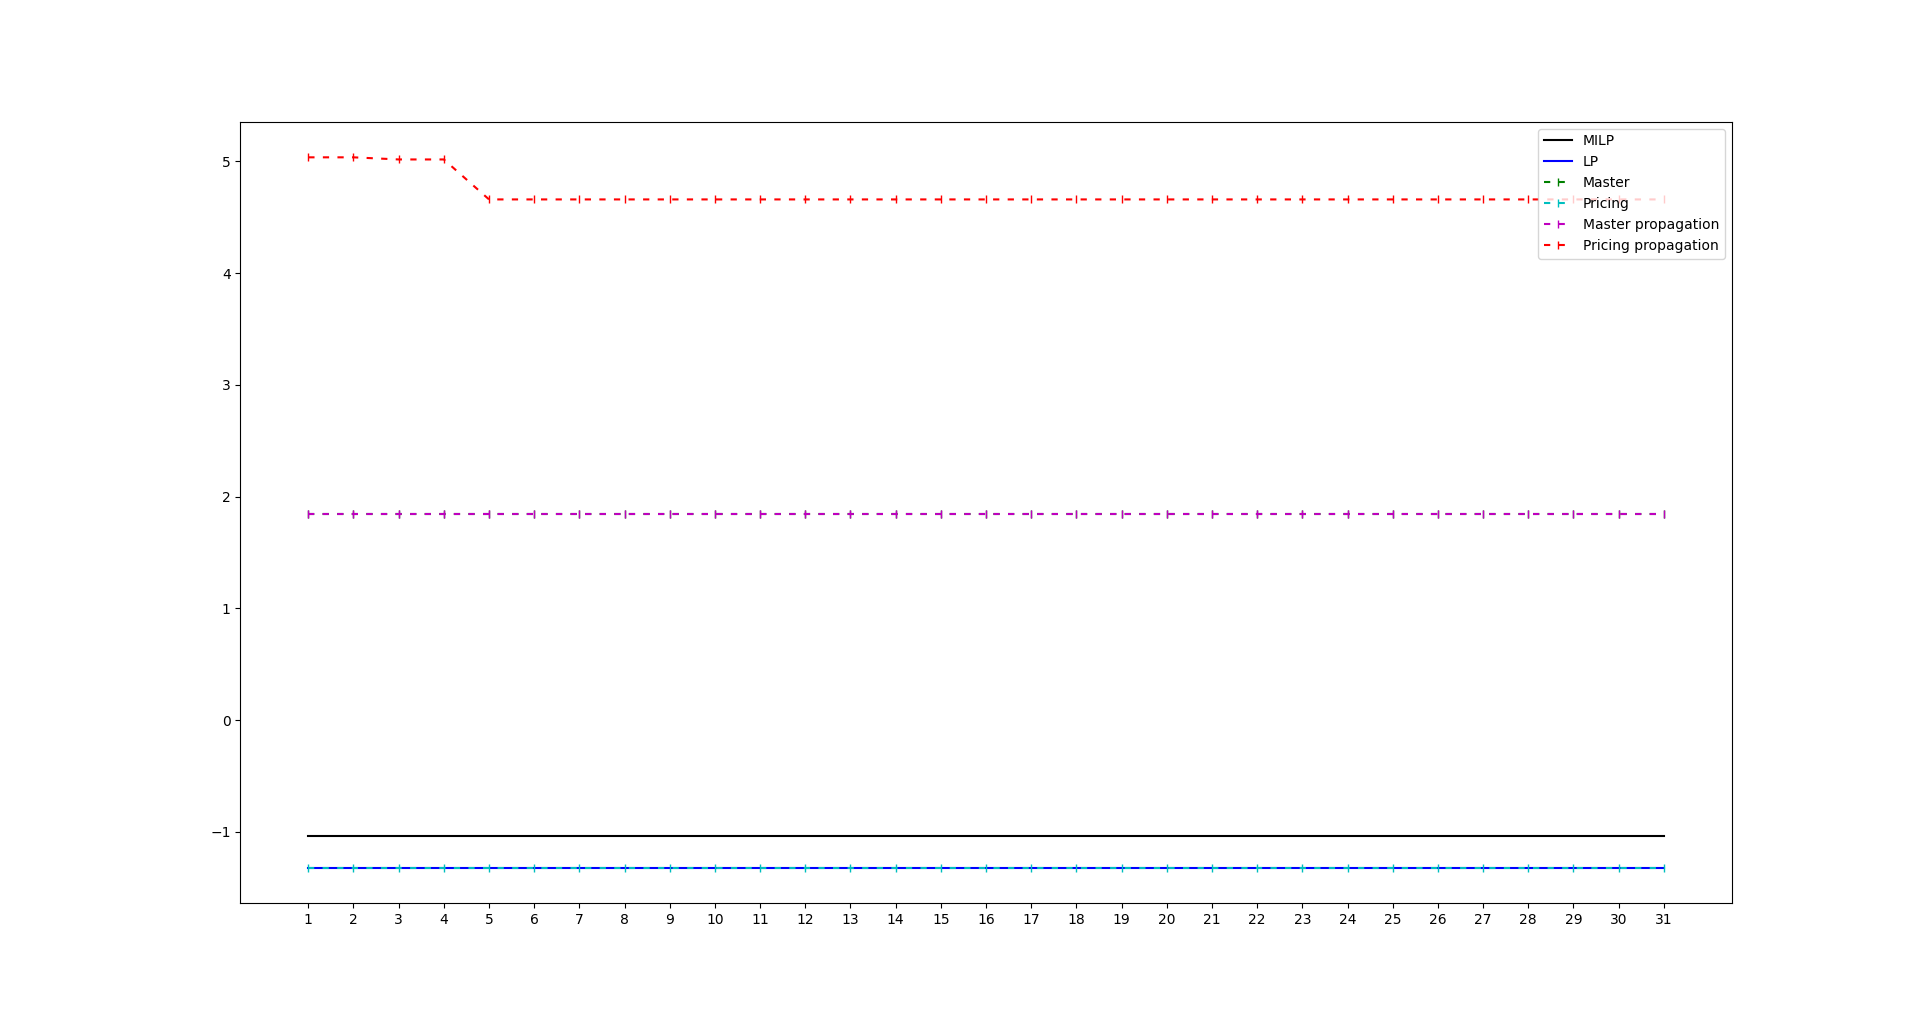 MILP
LP
Master
Pricing
Master propagation
Pricing propagation
5
4
3
2
1
0
−1
1 2 3 4 5 6 7 8 9 10 11 12 13 14 15 16 17 18 19 20 21 22 23 24 25 26 27 28 29 30 31